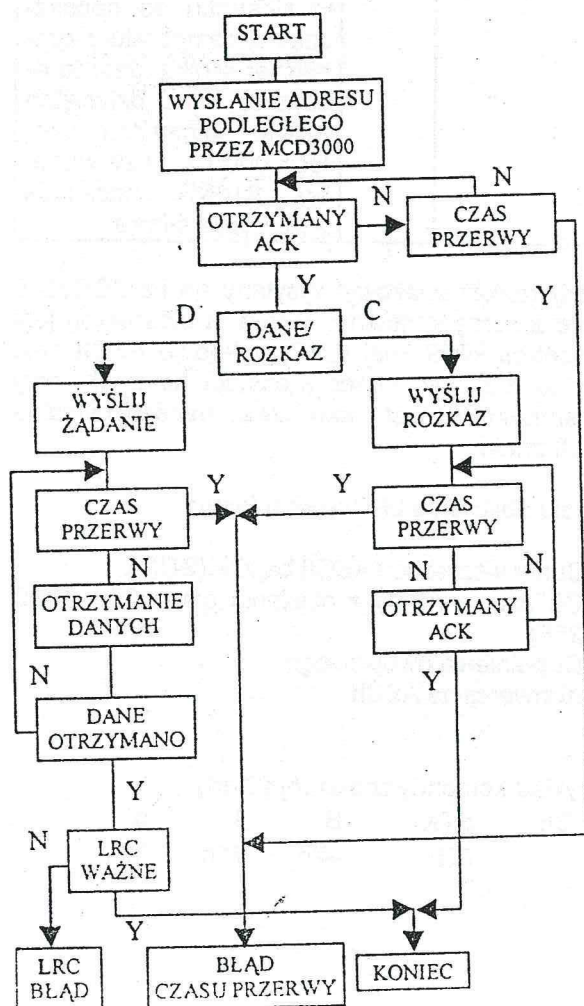 START
WYSŁANIE ADRESU
PODLEGŁEGO
PRZEZ MCD3000
N
N
OTRZYMANY
ACK
CZAS
PRZERWY
Y
Y
D
C
DANE/
ROZKAZ
WYŚLIJ
ŻĄDANIE
WYŚLIJ
ROZKAZ
Y
Y
CZAS
PRZERWY
CZAS
PRZERWY
N
N
OTRZYMANIE
DANYCH
OTRZYMANY
ACK
N
Y
DANE
OTRZYMANO
Y
N
LRC
WAŻNE
Y
LRC
BŁĄD
BŁĄD
CZASU PRZERWY
KONIEC